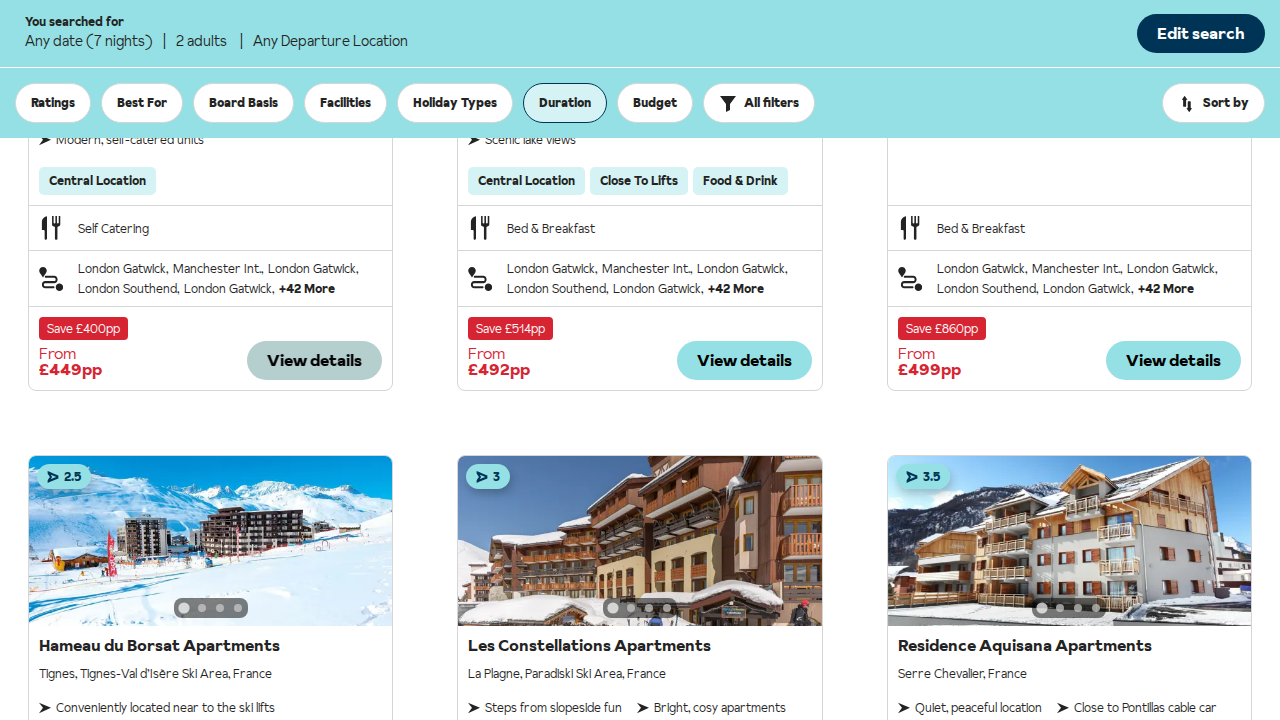 You searched for
Any date (7 nights) | 2 adults | Any Departure Location
Edit search
Ratings
Best For
Board Basis
Facilities
Holiday Types
Duration
Budget
All filters
Sort by
Modern, self-catered units
Scenic lake views
Central Location
Central Location
Close To Lifts
Food & Drink
Self Catering
Bed & Breakfast
Bed & Breakfast
London Gatwick, Manchester Int., London Gatwick,
London Southend, London Gatwick, +42 More
London Gatwick, Manchester Int., London Gatwick,
London Southend, London Gatwick, +42 More
London Gatwick, Manchester Int., London Gatwick,
London Southend, London Gatwick, +42 More
Save £400pp
From
£449pp
View details
Save £514pp
From
£492pp
View details
Save £860pp
From
£499pp
View details
2.5
3
3.5
Hameau du Borsat Apartments
Tignes, Tignes-Val d'Isère Ski Area, France
Conveniently located near to the ski lifts
Les Constellations Apartments
La Plagne, Paradiski Ski Area, France
Steps from slopeside fun
Bright, cosy apartments
Residence Aquisana Apartments
Serre Chevalier, France
Quiet, peaceful location
Close to Pontillas cable car